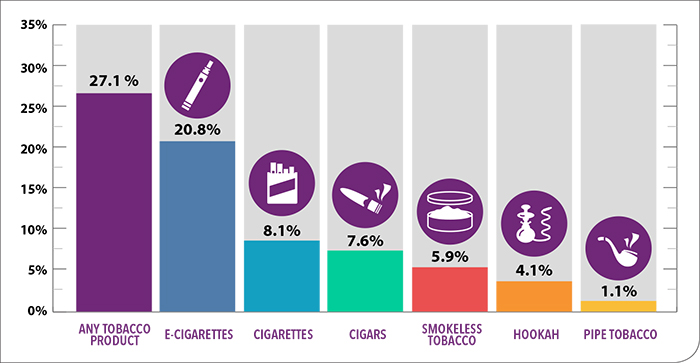 35%
30%
25%
20%
15%
10%
5%
0%
27.1 %
20.8%
8.1%
7.6%
5.9%
4.1%
1.1%
ANY TOBACCO
PRODUCT
E-CIGARETTES
CIGARETTES
CIGARS
SMOKELESS
TOBACCO
HOOKAH
PIPE TOBACCO